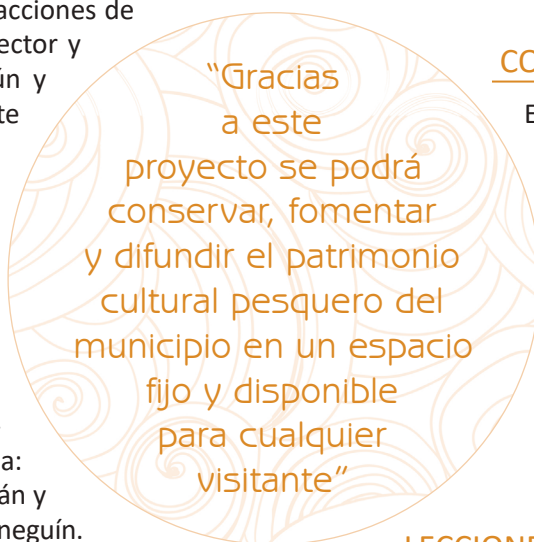 acciones de
ector y
ún y
te
a:
án y
neguín.
“Gracias
a este
proyecto se podrá
conservar, fomentar
y difundir el patrimonio
cultural pesquero del
municipio en un espacio
fijo y disponible
para cualquier
visitante”
CO
E
LECCIONE